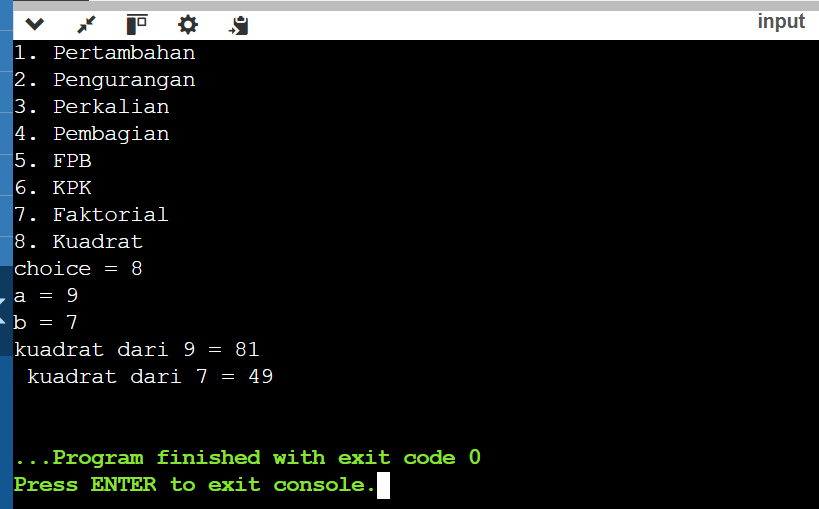 input
1. Pertambahan
2. Pengurangan
3. Perkalian
4. Pembagian
5. FPB
6. KPK
7. Faktorial
8. Kuadrat
choice = 8
a = 9
b = 7
kuadrat dari 9 = 81
 kuadrat dari 7 = 49
...Program finished with exit code 0
Press ENTER to exit console.